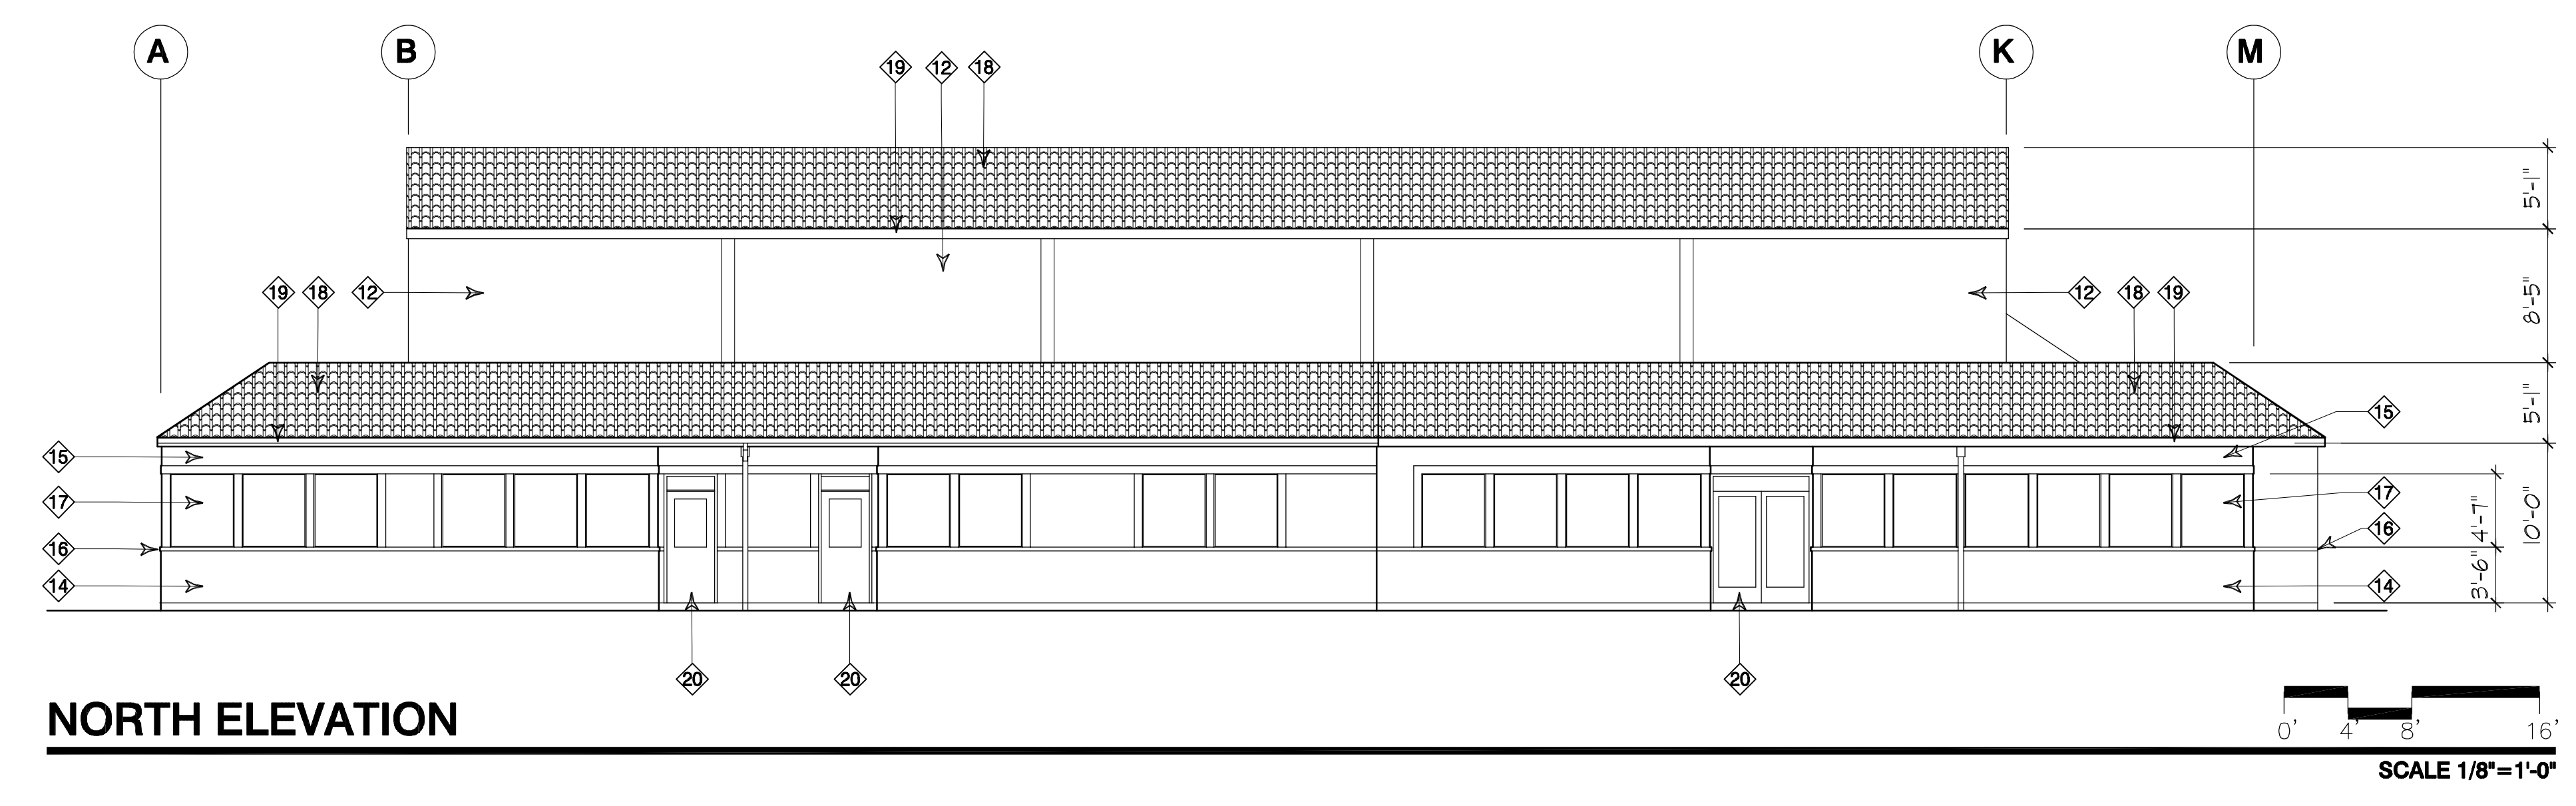 A B K M
19 12 18
5'-1"
19 18 12 12 18 19
8'-5"
5'-1"
15 15
17 17
4'-7"
10'-0"
16 16
14 14
3'-6"
20 20 20
NORTH ELEVATION
0' 4' 8' 16'
SCALE 1/8"=1'-0"